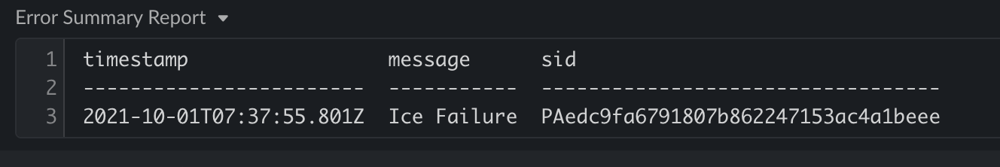 Error Summary Report
1 timestamp message sid
2 ------------------------ ----------- ----------------------------------
3 2021-10-01T07:37:55.801Z Ice Failure PAedc9fa6791807b862247153ac4a1beee